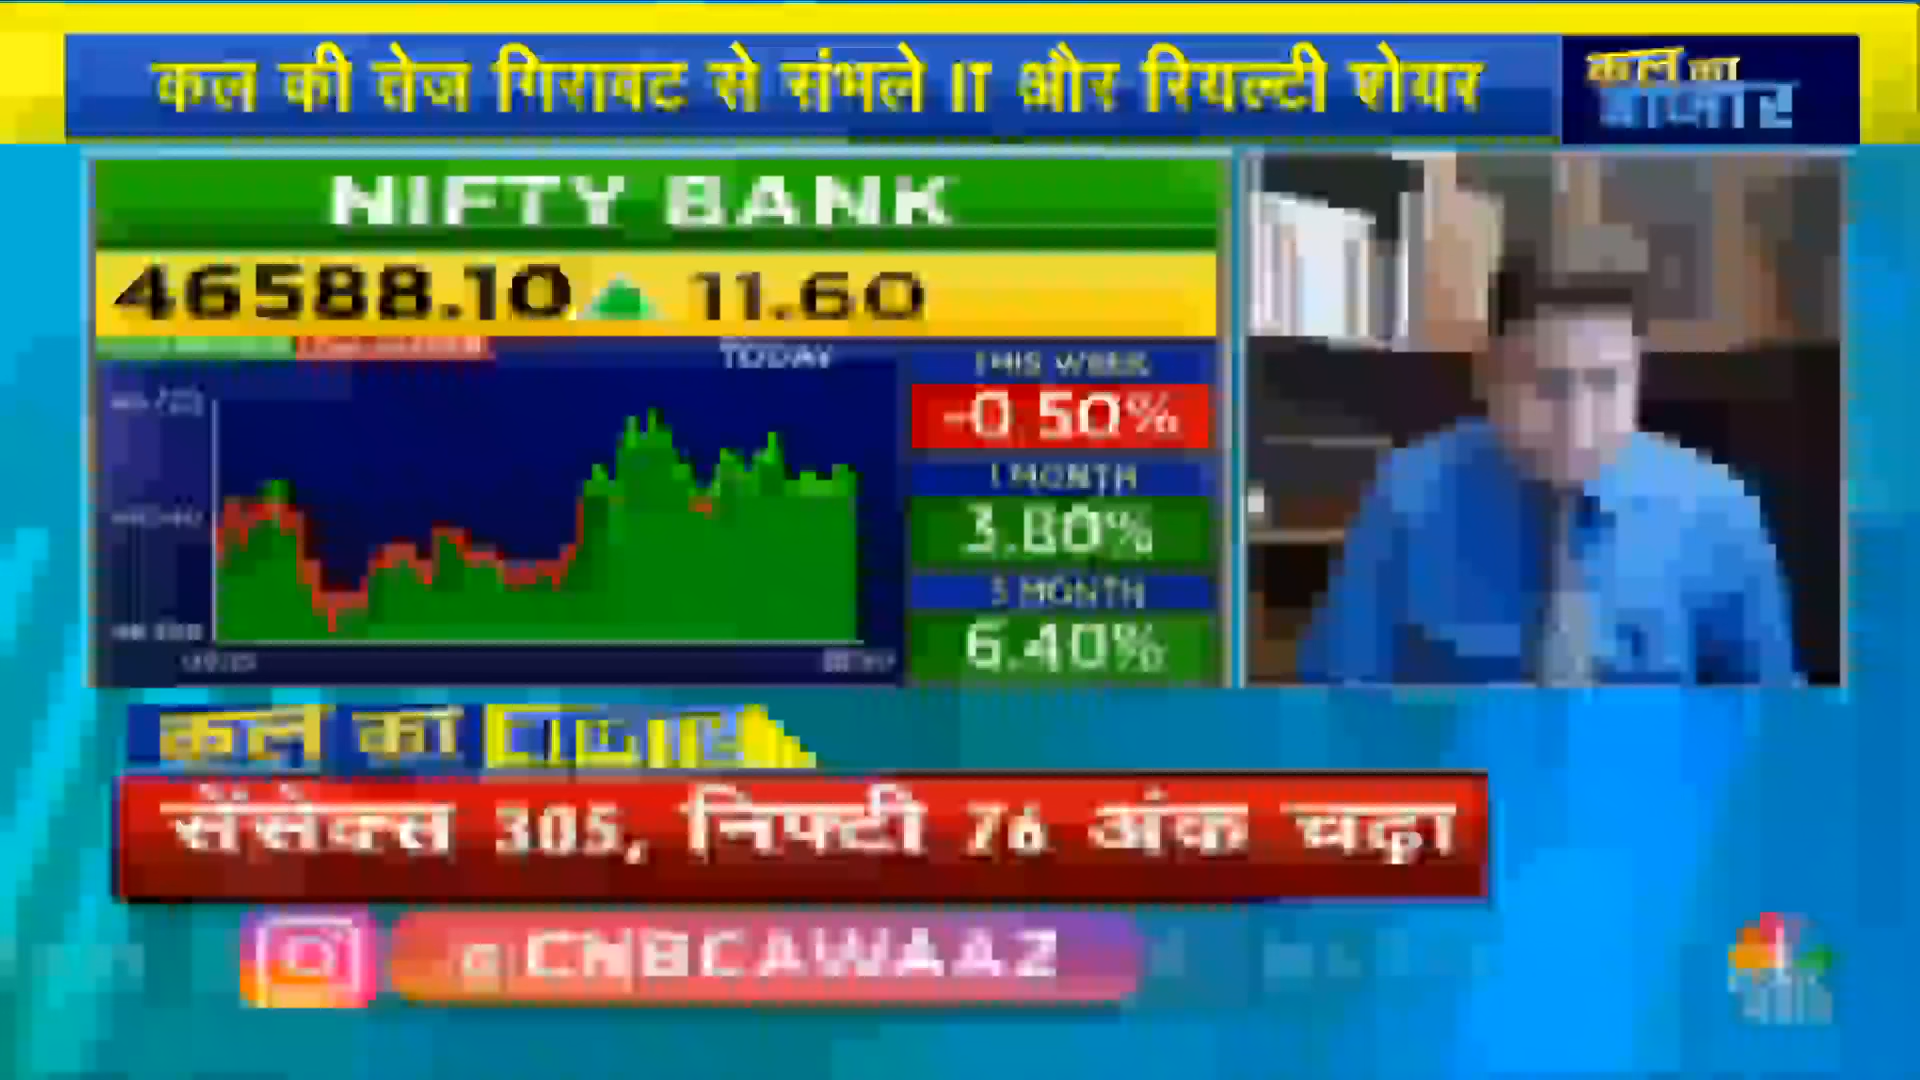 कल की तेज गिरावट से संभले IT और रियल्टी शेयर
कल का
बाजार
NIFTY BANK
46588.10 11.60
TODAY
THIS WEEK
-0.50%
1 MONTH
3.80%
3 MONTH
6.40%
कल का बाजार
सेंसेक्स 305, निफ्टी 76 अंक चढ़ा
@CNBCAWAAZ